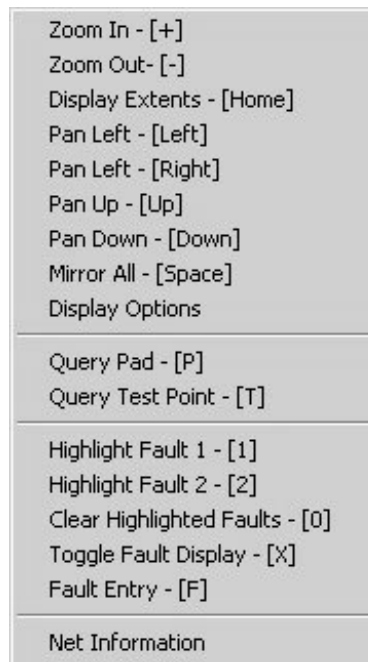 Zoom In - [+]
Zoom Out- [-]
Display Extents - [Home]
Pan Left - [Left]
Pan Left - [Right]
Pan Up - [Up]
Pan Down - [Down]
Mirror All - [Space]
Display Options
Query Pad - [P]
Query Test Point - [T]
Highlight Fault 1 - [1]
Highlight Fault 2 - [2]
Clear Highlighted Faults - [0]
Toggle Fault Display - [X]
Fault Entry - [F]
Net Information